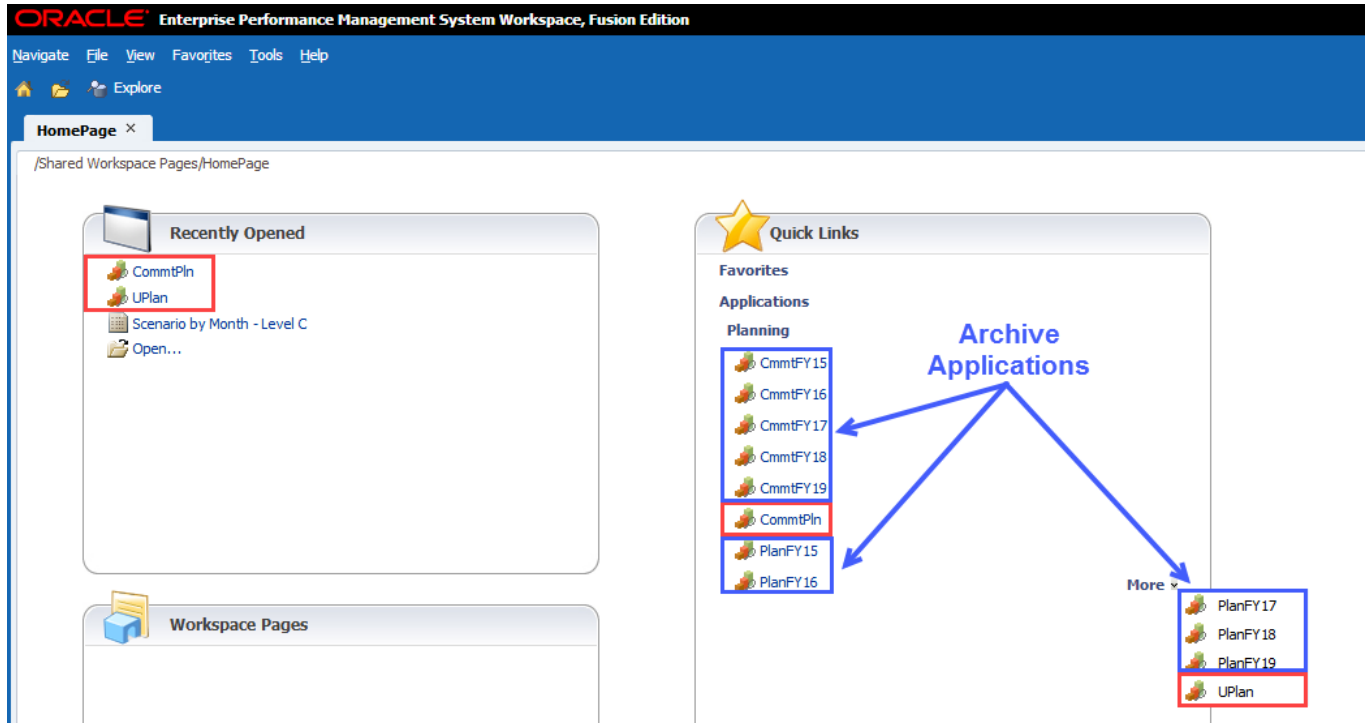 ORACLE Enterprise Performance Management System Workspace, Fusion Edition
Navigate File View Favorites Tools Help
Explore
HomePage ×
/Shared Workspace Pages/HomePage
Recently Opened
CommtPln
UPlan
Scenario by Month - Level C
Open...
Workspace Pages
Quick Links
Favorites
Applications
Planning
CmmtFY15
CmmtFY16
CmmtFY17
CmmtFY18
CmmtFY19
CommtPln
PlanFY15
PlanFY16
Archive
Applications
More
PlanFY17
PlanFY18
PlanFY19
UPlan